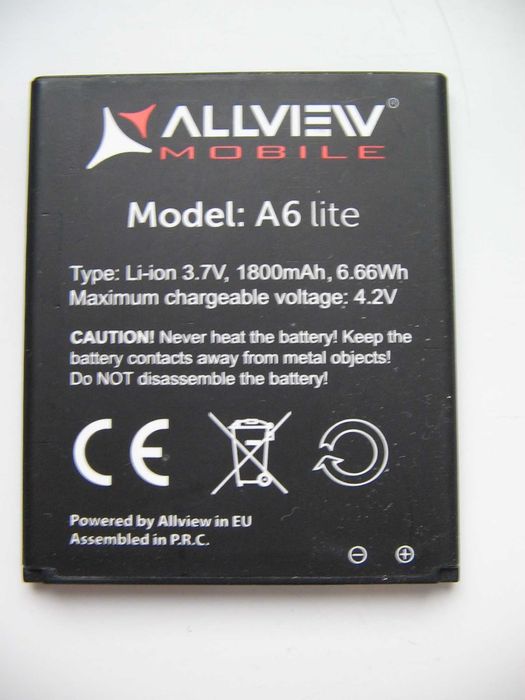 ALLVIEW®
MOBILE
Model: A6 lite
Type: Li-ion 3.7V, 1800mAh, 6.66Wh
Maximum chargeable voltage: 4.2V
CAUTION! Never heat the battery! Keep the
battery contacts away from metal objects!
Do NOT disassemble the battery!
CE
Powered by Allview in EU
Assembled in P.R.C.
- +